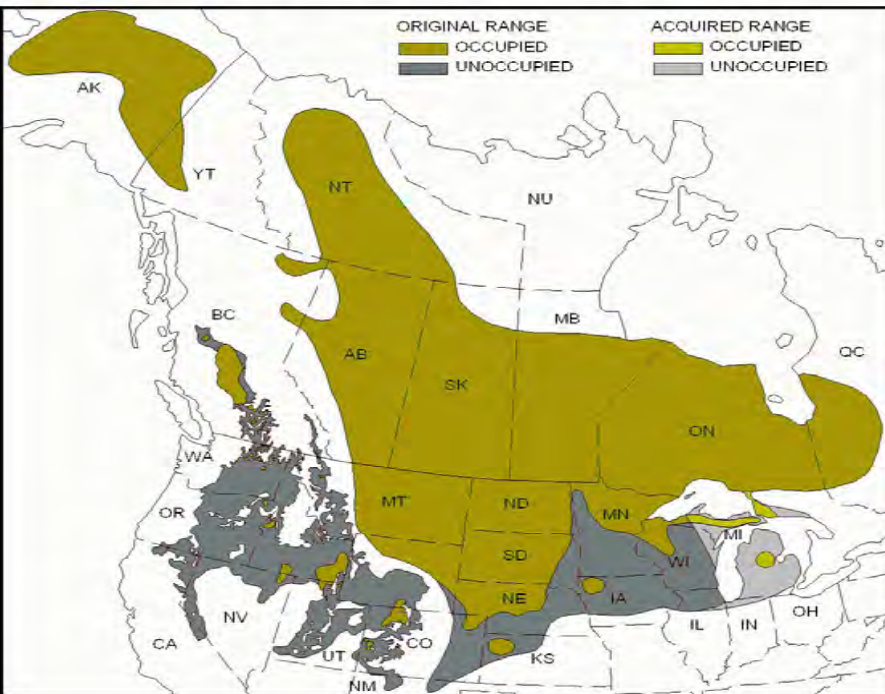 ORIGINAL RANGE
OCCUPIED
UNOCCUPIED
ACQUIRED RANGE
OCCUPIED
UNOCCUPIED
AK
YT
NT
NU
BC
AB
SK
MB
QC
ON
WA
OR
MT
ND
MN
SD
MI
WI
NE
IA
NV
IL
IN
OH
CA
UT
CO
KS
NM